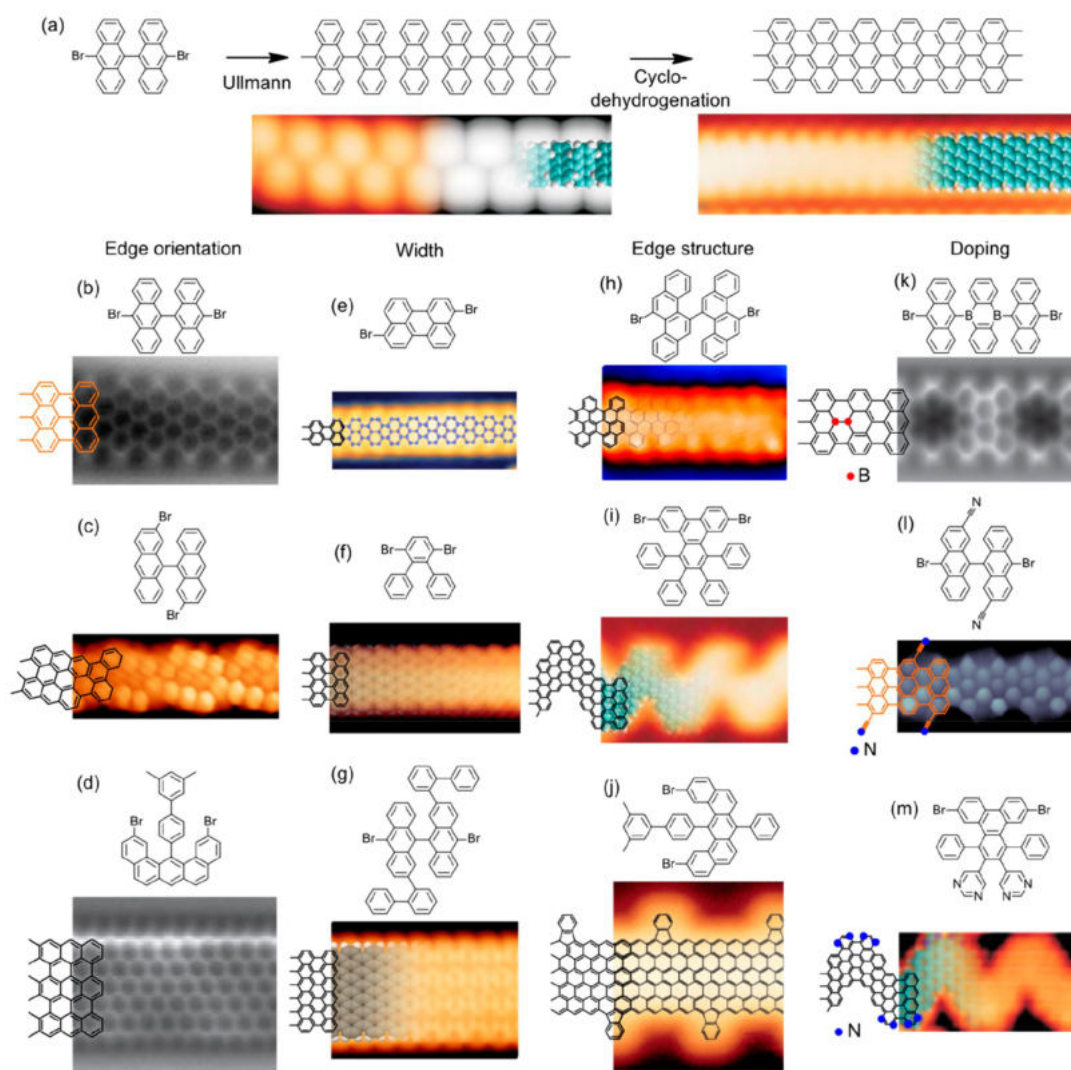 (a)
Br
Br
Ullmann
Cyclo-
dehydrogenation
Edge orientation
Width
Edge structure
Doping
(b)
Br
Br
(e)
Br
Br
(h)
Br
Br
(k)
Br
B
B
Br
B
(c)
Br
Br
(f)
Br
Br
(i)
Br
Br
(l)
N
Br
Br
N
N
(d)
Br
Br
(g)
Br
Br
(j)
Br
Br
(m)
Br
Br
N
N
N
N
N